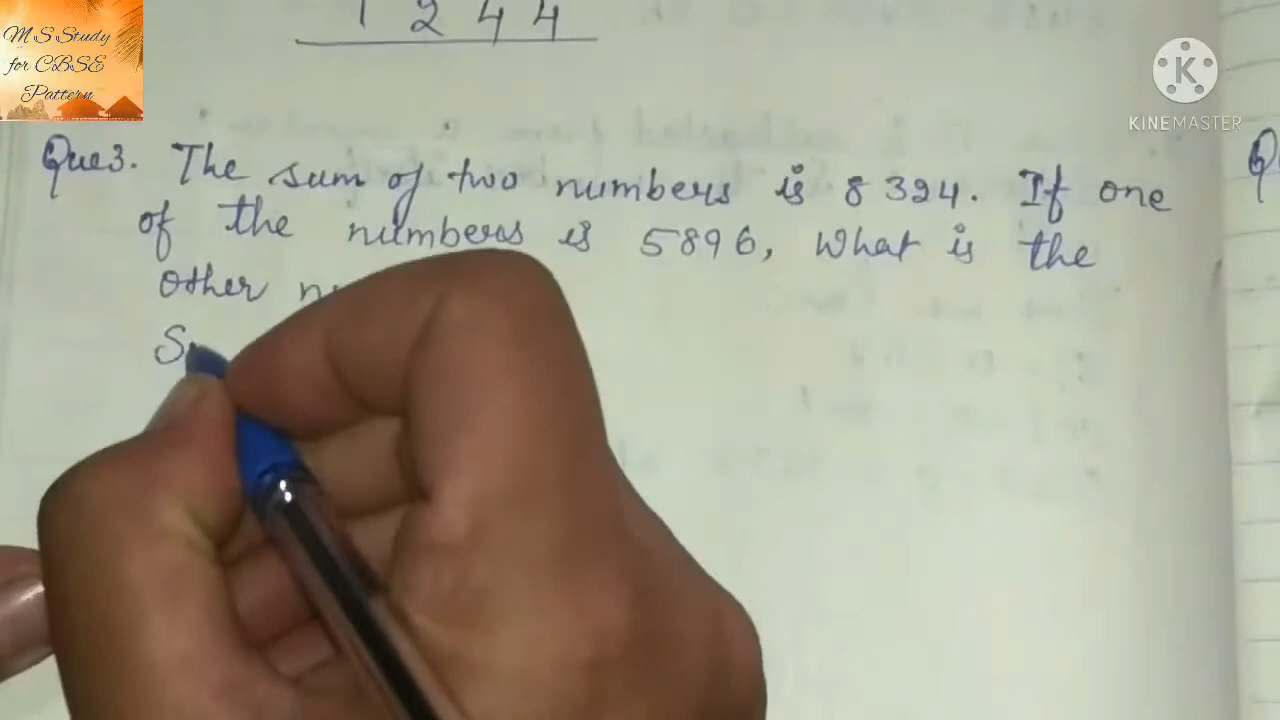 1 2 4 4
M S Study
for CBSE
Pattern
KINEMASTER
Que3. The sum of two numbers is 8324. If one
of the numbers is 5896, What is the
other
S